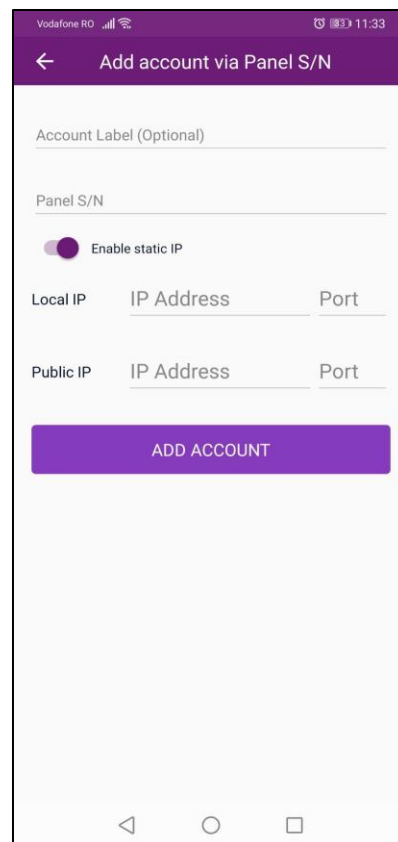 Vodafone RO 83 11:33
Add account via Panel S/N
Account Label (Optional)
Panel S/N
Enable static IP
Local IP IP Address Port
Public IP IP Address Port
ADD ACCOUNT